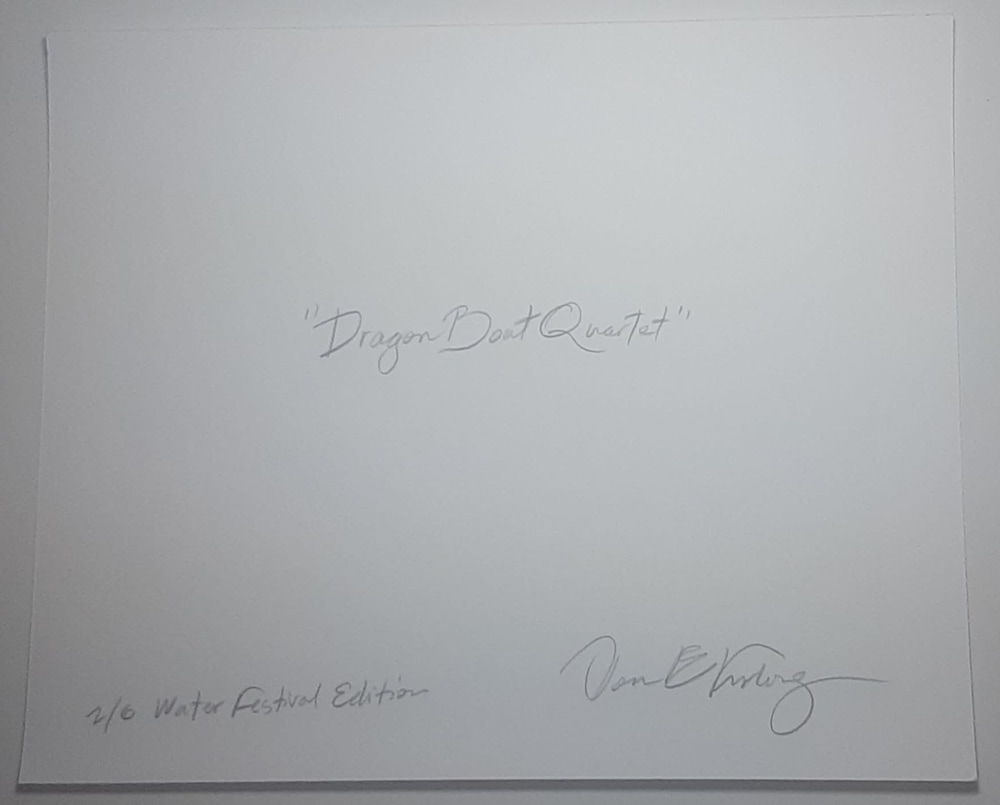 "Dragon Boat Quartet"
2/6 Water Festival Edition